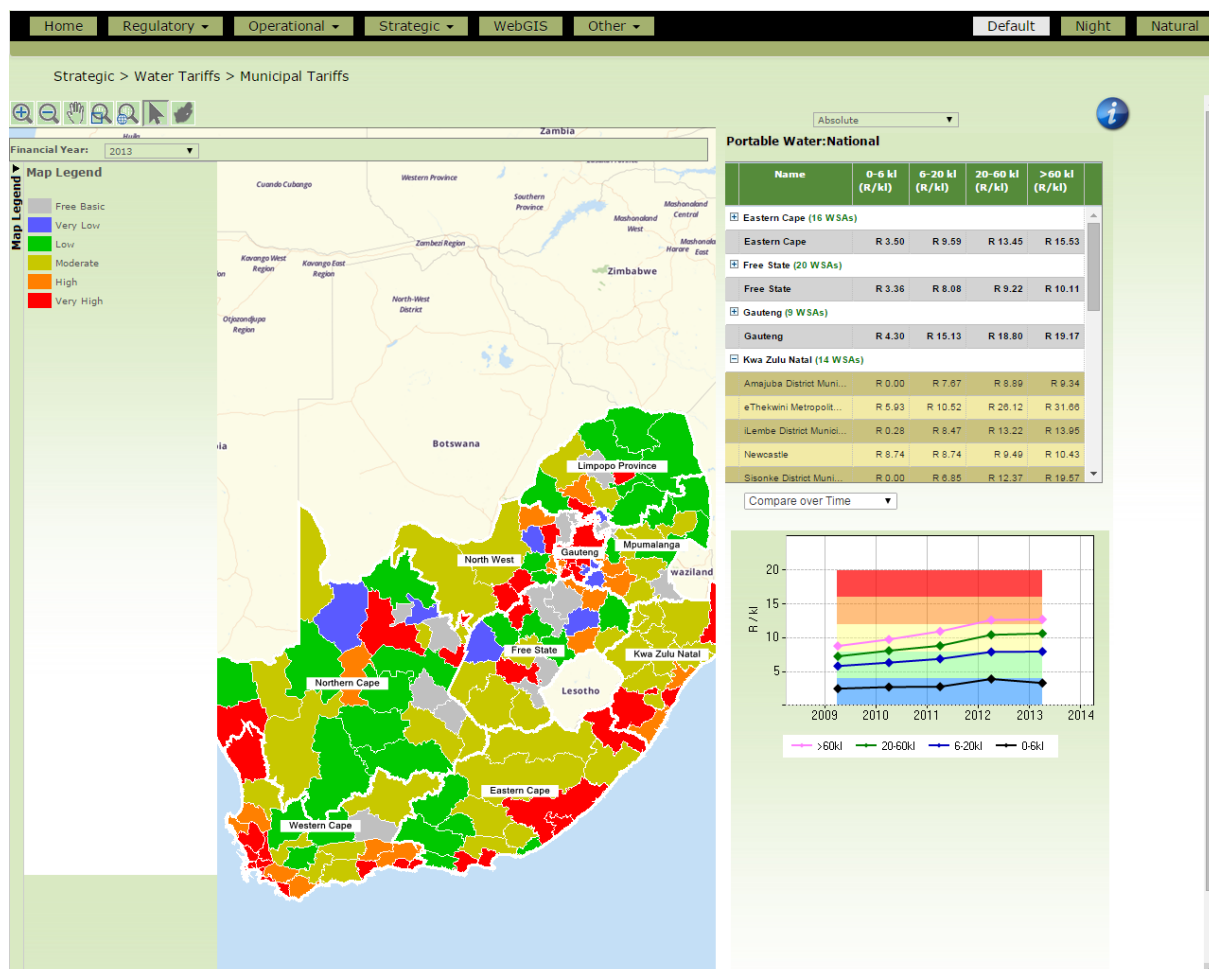 Home Regulatory Operational Strategic WebGIS Other Default Night Natural
Strategic > Water Tariffs > Municipal Tariffs
Financial Year: 2013
Map Legend
Map Legend
Free Basic
Very Low
Low
Moderate
High
Very High
Zambia
Cuando Cubango
Western Province
Southern
Province
Mashonaland
Central
Mashonaland
West
Zambezi Region
Harare East
Kavango West
Region
Kavango East
Region
Zimbabwe
North-West
District
Otjozondjupa
Region
Botswana
Limpopo Province
North West
Gauteng
Mpumalanga
waziland
Free State
Kwa Zulu Natal
Northern Cape
Lesotho
Eastern Cape
Western Cape
Absolute
Portable Water:National
Name 0-6 kl (R/kl) 6-20 kl (R/kl) 20-60 kl (R/kl) >60 kl (R/kl)
Eastern Cape (16 WSAs)
Eastern Cape R 3.50 R 9.59 R 13.45 R 15.53
Free State (20 WSAs)
Free State R 3.36 R 8.08 R 9.22 R 10.11
Gauteng (9 WSAs)
Gauteng R 4.30 R 15.13 R 18.80 R 19.17
Kwa Zulu Natal (14 WSAs)
Amajuba District Muni... R 0.00 R 7.67 R 8.89 R 9.34
eThekwini Metropolit... R 5.93 R 10.52 R 26.12 R 31.66
iLembe District Munici... R 0.28 R 8.47 R 13.22 R 13.95
Newcastle R 8.74 R 8.74 R 9.49 R 10.43
Sisonke District Muni... R 0.00 R 6.85 R 12.37 R 19.57
Compare over Time
R / kl
20
15
10
5
2009 2010 2011 2012 2013 2014
>60kl 20-60kl 6-20kl 0-6kl